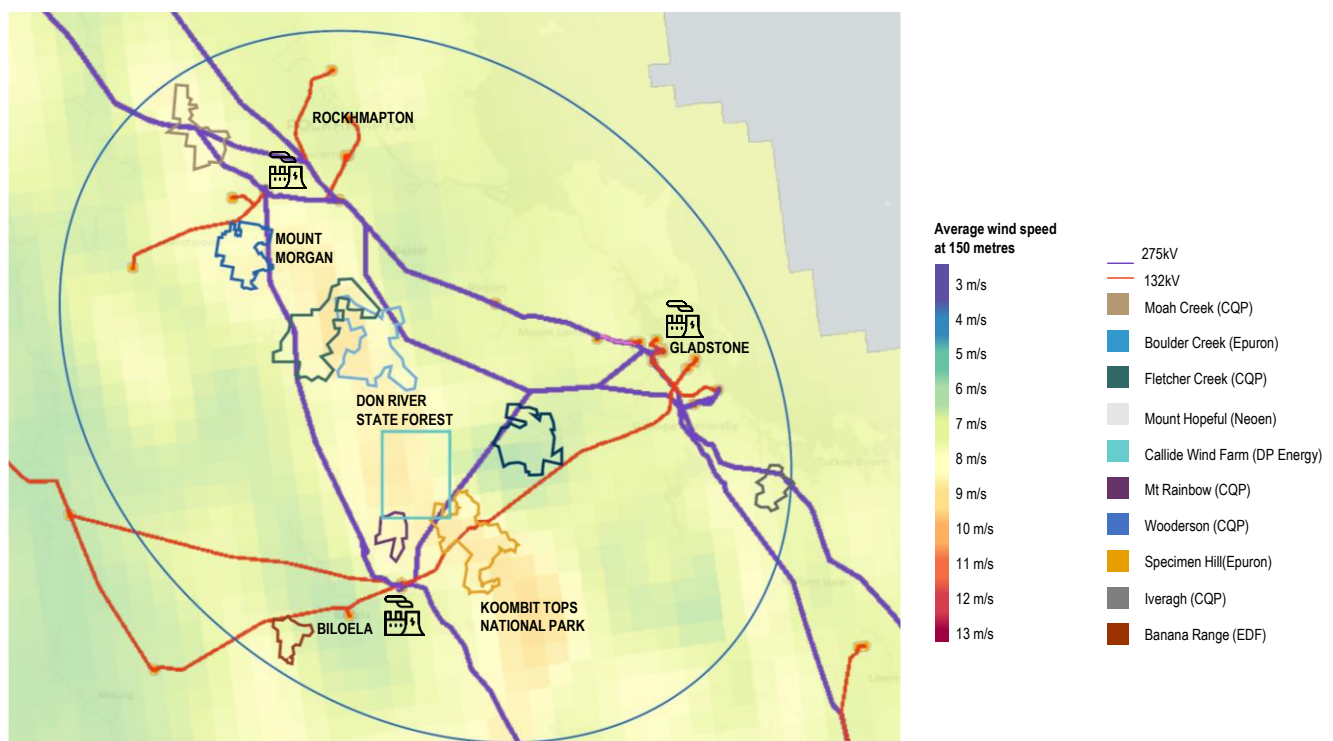 ROCKHMAPTON
MOUNT
MORGAN
GLADSTONE
DON RIVER
STATE FOREST
KOOMBIT TOPS
NATIONAL PARK
BILOELA
Moura
Average wind speed
at 150 metres
3 m/s
4 m/s
5 m/s
6 m/s
7 m/s
8 m/s
9 m/s
10 m/s
11 m/s
12 m/s
13 m/s
275kV
132kV
Moah Creek (CQP)
Boulder Creek (Epuron)
Fletcher Creek (CQP)
Mount Hopeful (Neoen)
Callide Wind Farm (DP Energy)
Mt Rainbow (CQP)
Wooderson (CQP)
Specimen Hill(Epuron)
Iveragh (CQP)
Banana Range (EDF)